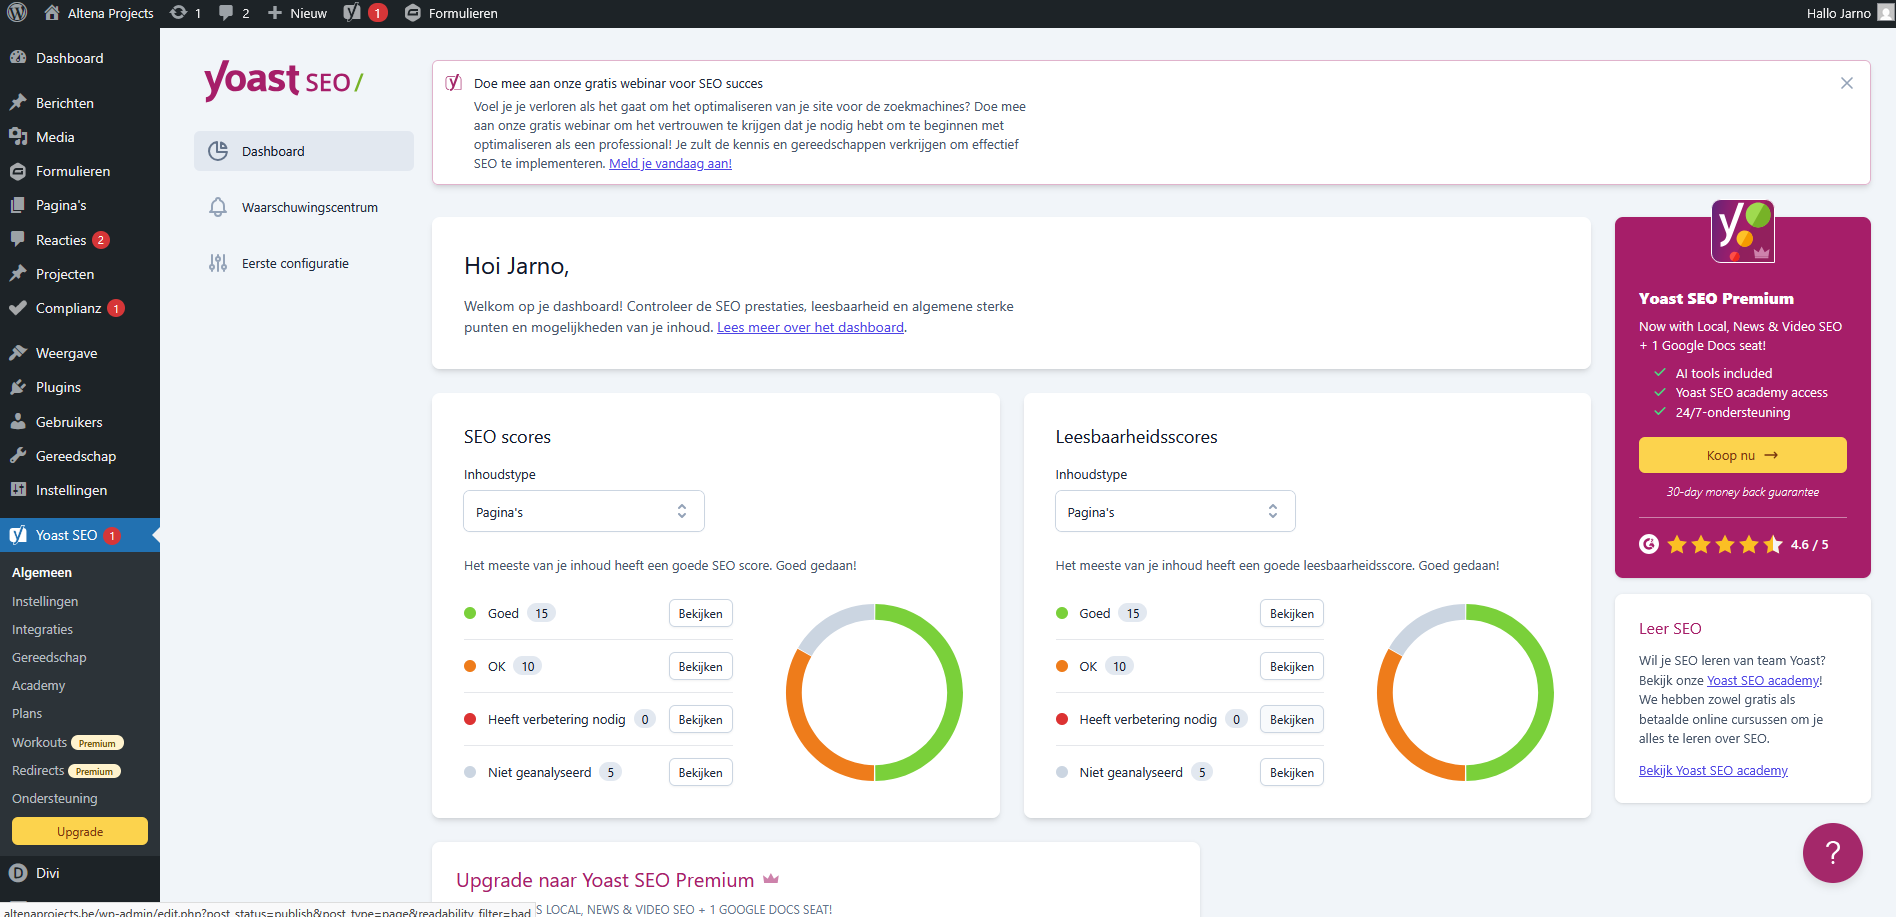 Altena Projects
1
2
Nieuw
1
Formulieren
Hallo Jarno
Dashboard
Berichten
Media
Formulieren
Pagina's
Reacties 2
Projecten
Complianz 1
Weergave
Plugins
Gebruikers
Gereedschap
Instellingen
Yoast SEO 1
Algemeen
Instellingen
Integraties
Gereedschap
Academy
Plans
Workouts Premium
Redirects Premium
Ondersteuning
Upgrade
Divi
altenaprojects.be/wp-admin/edit.php?post_status=publish&post_type=page&readability_filter=bad
yoast SEO/
Dashboard
Waarschuwingscentrum
Eerste configuratie
Doe mee aan onze gratis webinar voor SEO succes
Voel je je verloren als het gaat om het optimaliseren van je site voor de zoekmachines? Doe mee
aan onze gratis webinar om het vertrouwen te krijgen dat je nodig hebt om te beginnen met
optimaliseren als een professional! Je zult de kennis en gereedschappen verkrijgen om effectief
SEO te implementeren. Meld je vandaag aan!
Hoi Jarno,
Welkom op je dashboard! Controleer de SEO prestaties, leesbaarheid en algemene sterke
punten en mogelijkheden van je inhoud. Lees meer over het dashboard.
SEO scores
Inhoudstype
Pagina's
Het meeste van je inhoud heeft een goede SEO score. Goed gedaan!
Goed 15 Bekijken
OK 10 Bekijken
Heeft verbetering nodig 0 Bekijken
Niet geanalyseerd 5 Bekijken
Leesbaarheidsscores
Inhoudstype
Pagina's
Het meeste van je inhoud heeft een goede leesbaarheidsscore. Goed gedaan!
Goed 15 Bekijken
OK 10 Bekijken
Heeft verbetering nodig 0 Bekijken
Niet geanalyseerd 5 Bekijken
Upgrade naar Yoast SEO Premium
S LOCAL, NEWS & VIDEO SEO + 1 GOOGLE DOCS SEAT!
yo
Yoast SEO Premium
Now with Local, News & Video SEO
+ 1 Google Docs seat!
AI tools included
Yoast SEO academy access
24/7-ondersteuning
Koop nu →
30-day money back guarantee
4.6 / 5
Leer SEO
Wil je SEO leren van team Yoast?
Bekijk onze Yoast SEO academy!
We hebben zowel gratis als
betaalde online cursussen om je
alles te leren over SEO.
Bekijk Yoast SEO academy
?